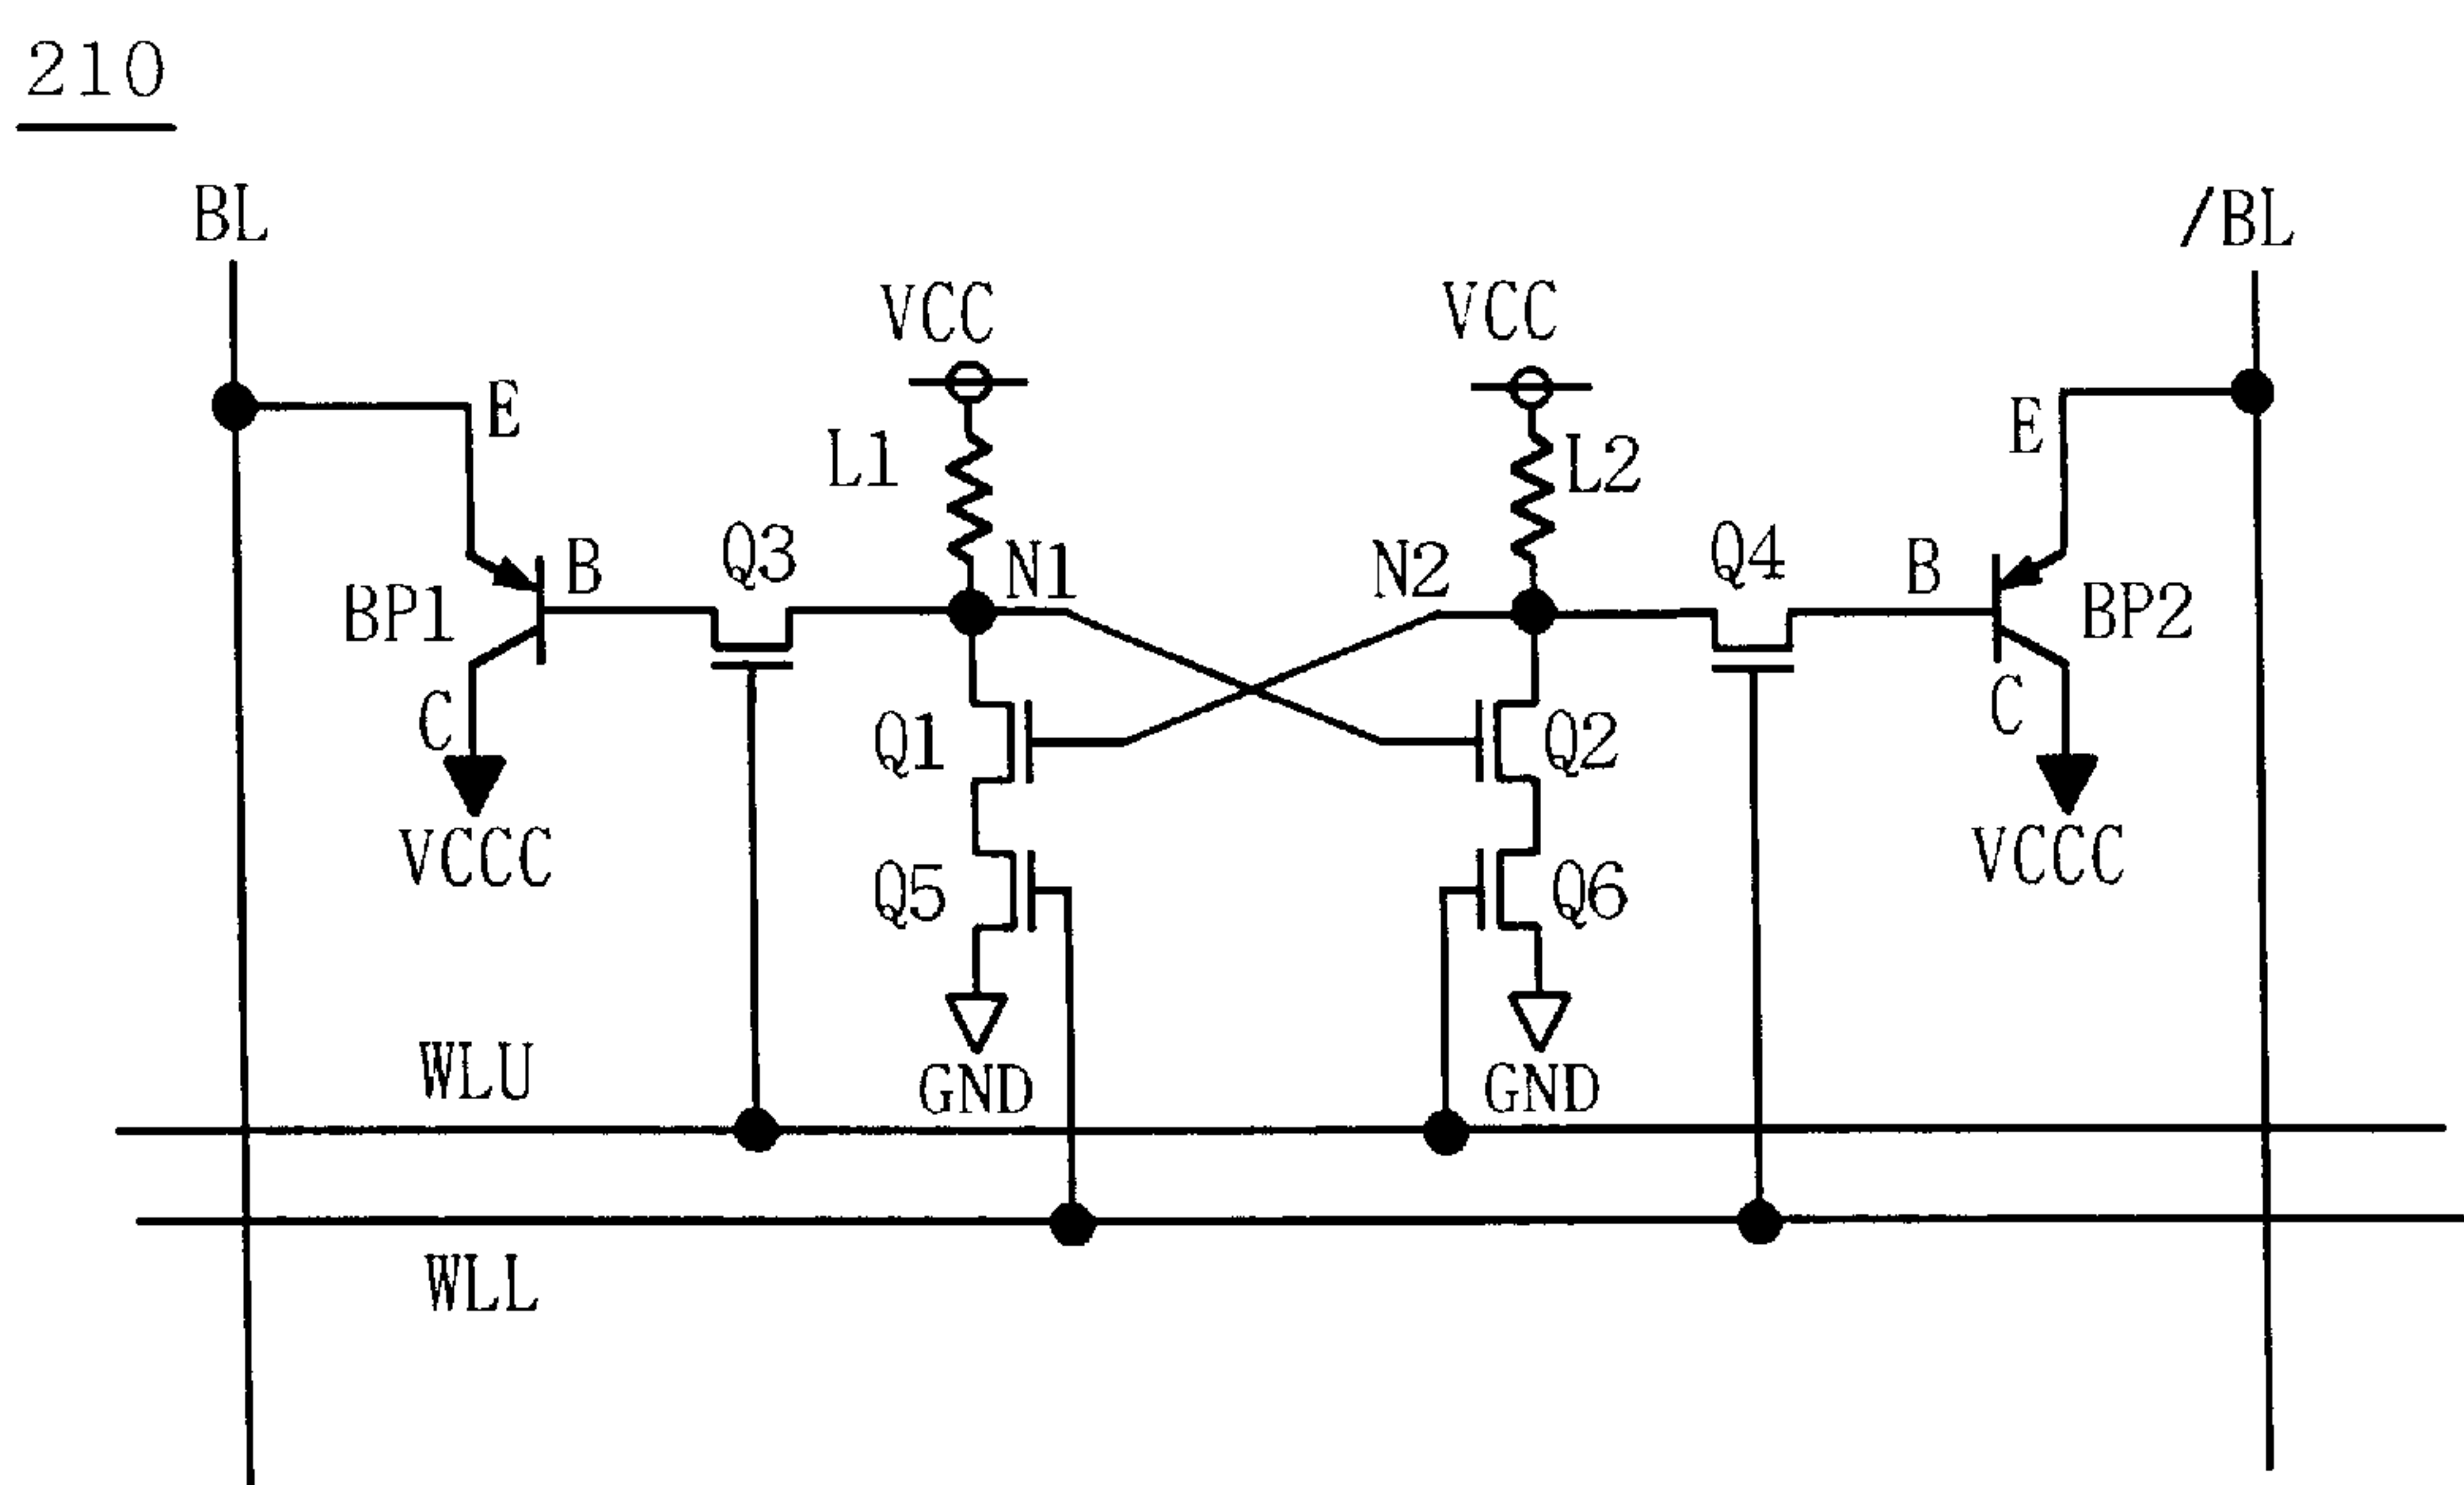 210
BL
/BL
VCC
VCC
E
E
L1
L2
B
Q3
N1
N2
Q4
B
BP1
BP2
C
C
Q1
Q2
VCCC
VCCC
Q5
Q6
WLU
GND
GND
WLL